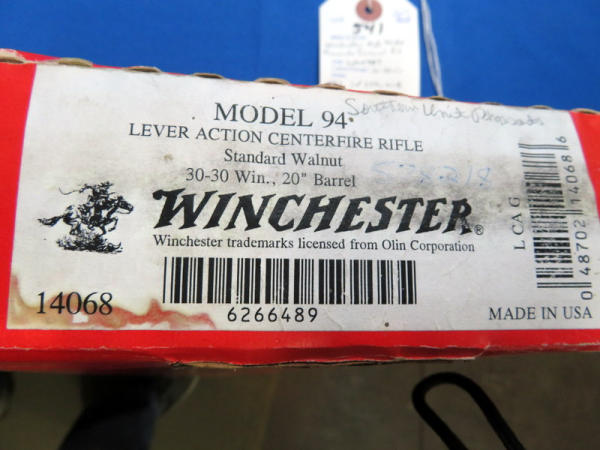 541
MODEL 94®
LEVER ACTION CENTERFIRE RIFLE
Standard Walnut
30-30 Win., 20" Barrel
WINCHESTER®
Winchester trademarks licensed from Olin Corporation
14068
6266489
L C A G
0 48702 14068 6
MADE IN USA